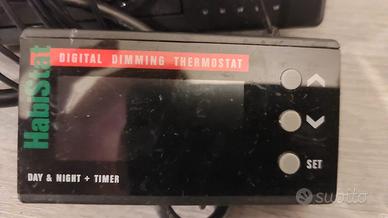 HabiStat
DIGITAL DIMMING THERMOSTAT
SET
DAY & NIGHT + TIMER
subito